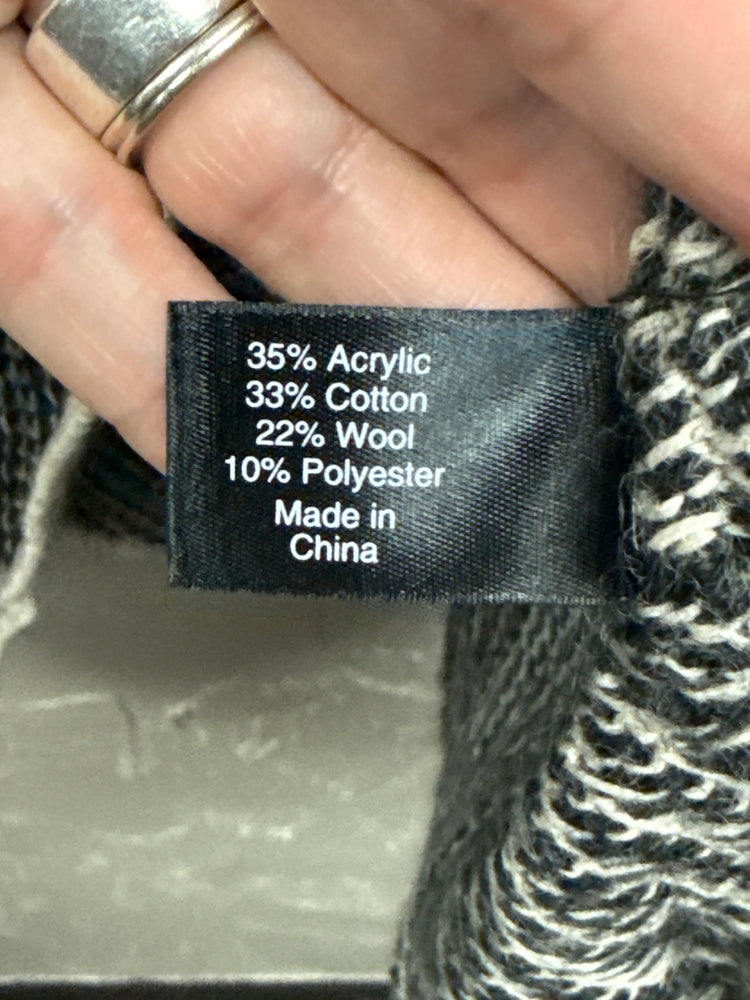 35% Acrylic
33% Cotton
22% Wool
10% Polyester
Made in
China